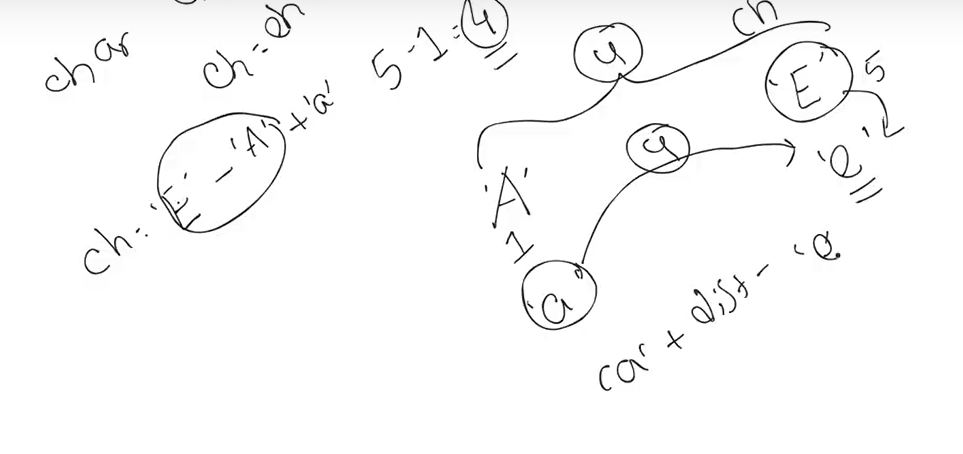 char
ch = ch
ch = 'E' - 'A' + 'a'
5 - 1 = 4
4
ch
'E' 5
'A'
1
4
'e'
'a'
'a' + dist - 'e